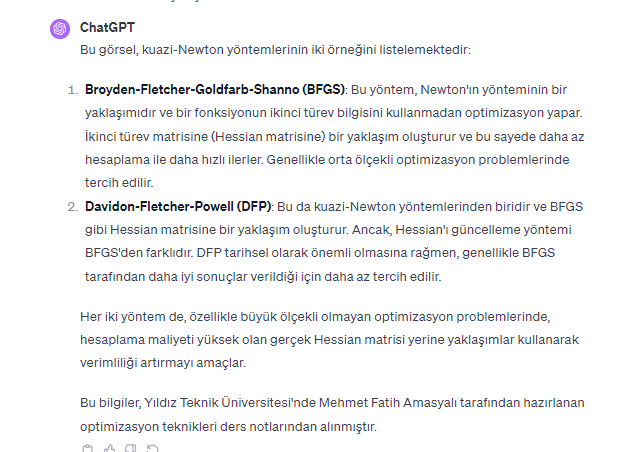 ChatGPT
Bu görsel, kuazi-Newton yöntemlerinin iki örneğini listelemektedir:
1. Broyden-Fletcher-Goldfarb-Shanno (BFGS): Bu yöntem, Newton'ın yönteminin bir
yaklaşımıdır ve bir fonksiyonun ikinci türev bilgisini kullanmadan optimizasyon yapar.
İkinci türev matrisine (Hessian matrisine) bir yaklaşım oluşturur ve bu sayede daha az
hesaplama ile daha hızlı ilerler. Genellikle orta ölçekli optimizasyon problemlerinde
tercih edilir.
2. Davidon-Fletcher-Powell (DFP): Bu da kuazi-Newton yöntemlerinden biridir ve BFGS
gibi Hessian matrisine bir yaklaşım oluşturur. Ancak, Hessian'ı güncelleme yöntemi
BFGS'den farklıdır. DFP tarihsel olarak önemli olmasına rağmen, genellikle BFGS
tarafından daha iyi sonuçlar verildiği için daha az tercih edilir.
Her iki yöntem de, özellikle büyük ölçekli olmayan optimizasyon problemlerinde,
hesaplama maliyeti yüksek olan gerçek Hessian matrisi yerine yaklaşımlar kullanarak
verimliliği artırmayı amaçlar.
Bu bilgiler, Yıldız Teknik Üniversitesi'nde Mehmet Fatih Amasyalı tarafından hazırlanan
optimizasyon teknikleri ders notlarından alınmıştır.